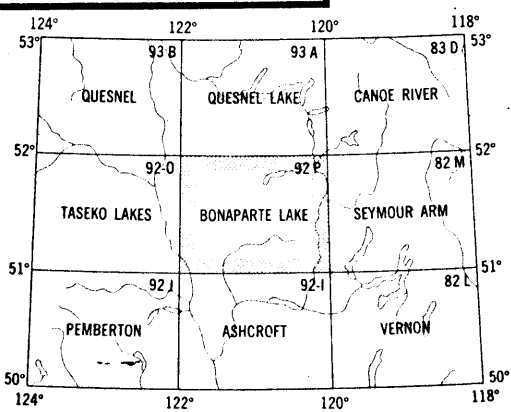 124° 122° 120° 118°
53° 93 B 93 A 83 D 53°
QUESNEL QUESNEL LAKE CANOE RIVER
52° 92-O 92 P 82 M 52°
TASEKO LAKES BONAPARTE LAKE SEYMOUR ARM
51° 92 J 92-I 82 L 51°
PEMBERTON ASHCROFT VERNON
50° 50°
124° 122° 120° 118°